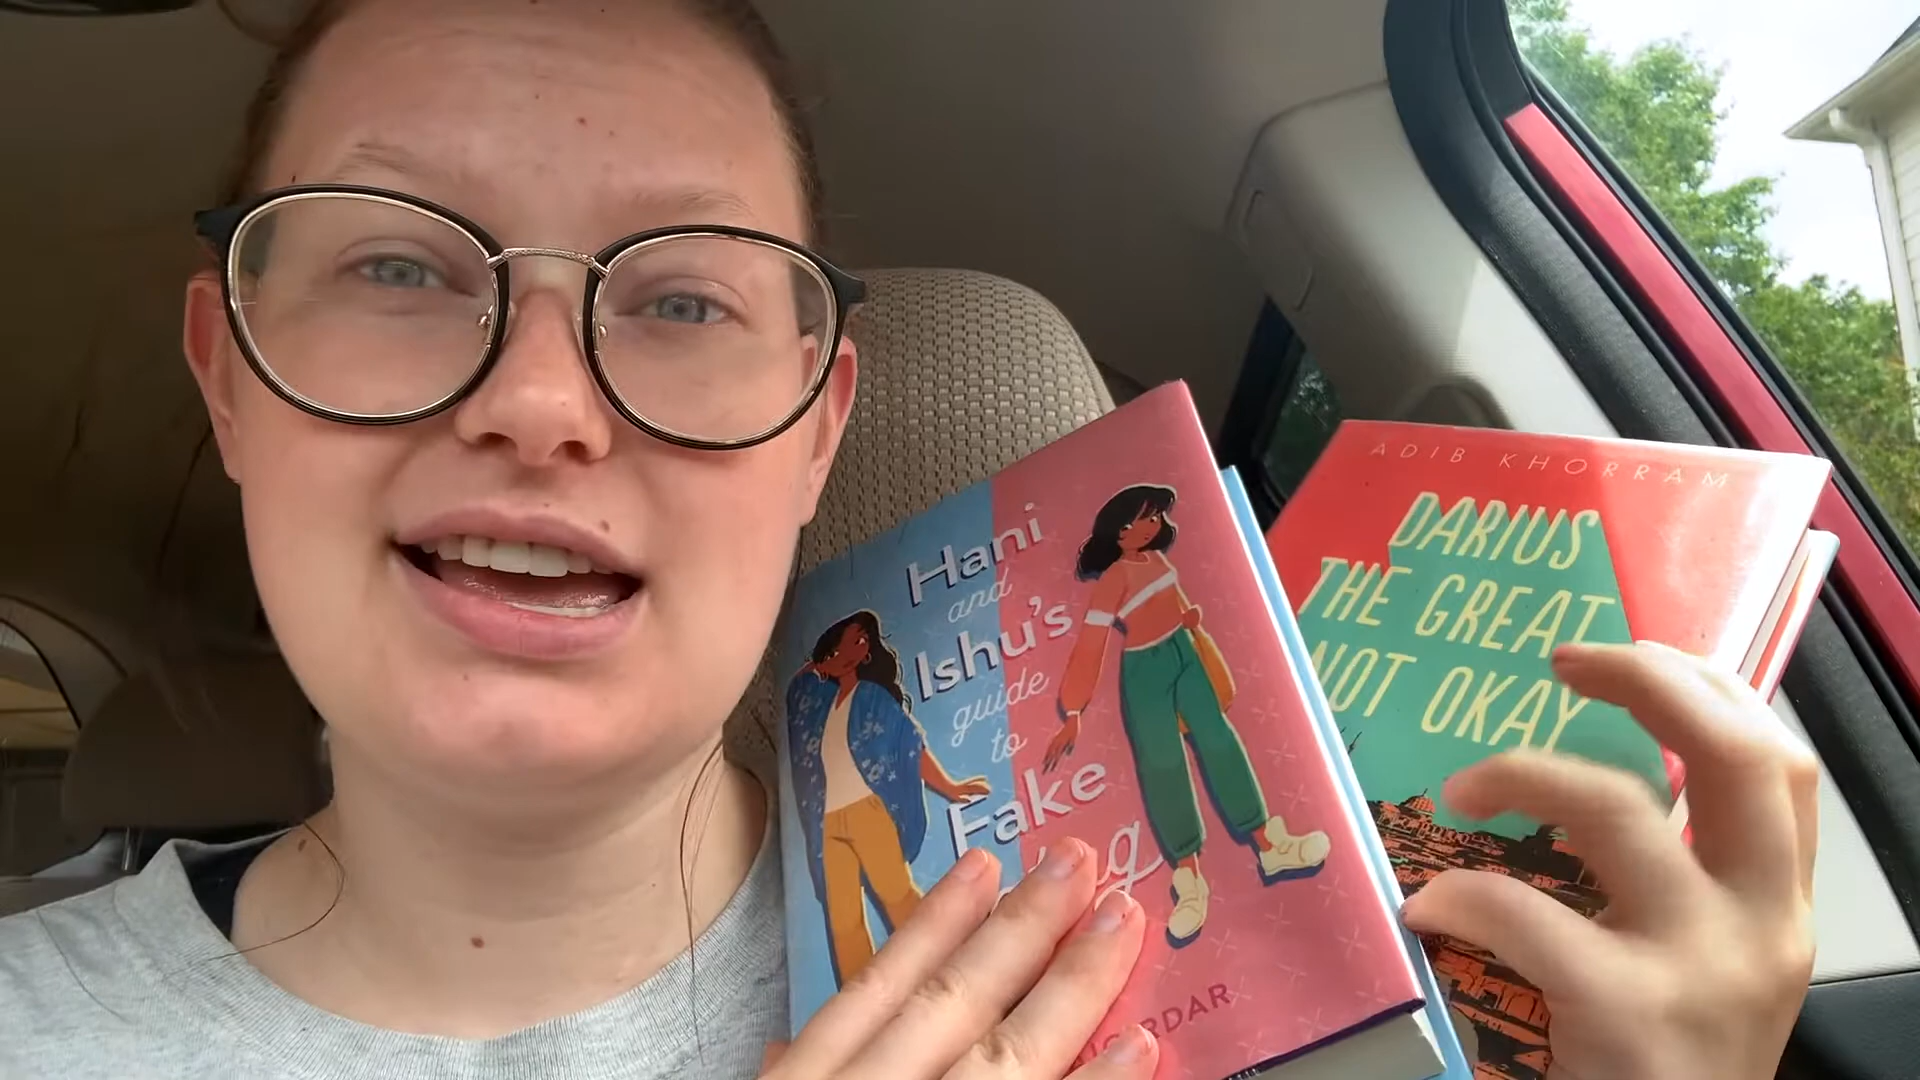 Hani
and
Ishu's
guide
to
Fake
ADIB KHORRAM
DARIUS
THE GREAT
NOT OKAY